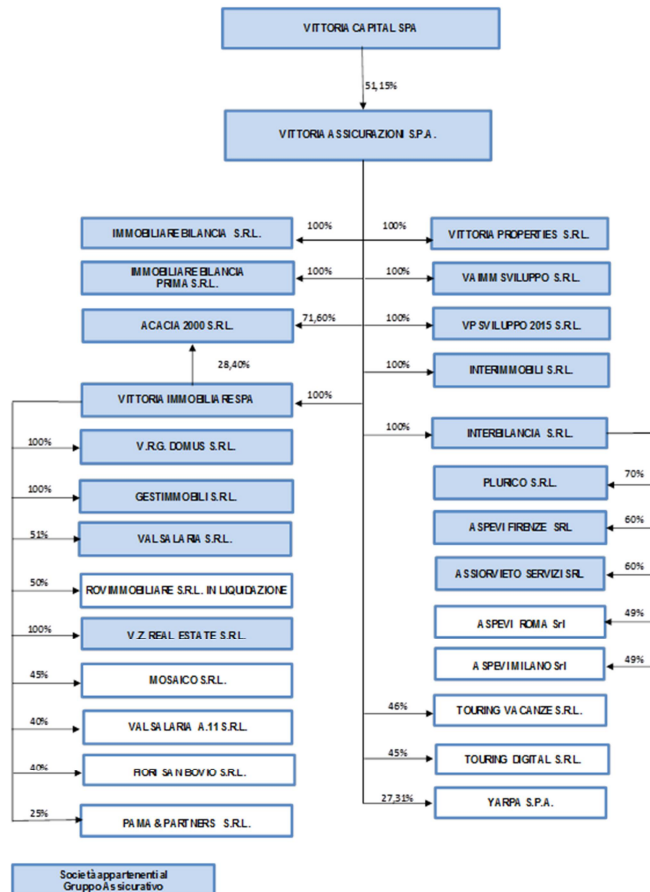 VITTORIA CAPITAL SPA
51,15%
VITTORIA ASSICURAZIONI S.P.A.
IMMOBILIARE BILANCIA S.R.L.
100%
100%
VITTORIA PROPERTIES S.R.L.
IMMOBILIARE BILANCIA
PRIMA S.R.L.
100%
100%
VAIMM SVILUPPO S.R.L.
ACACIA 2000 S.R.L.
71,60%
100%
VP SVILUPPO 2015 S.R.L.
28,40%
100%
INTERIMMOBILI S.R.L.
VITTORIA IMMOBILIARE SPA
100%
100%
INTERBILANCIA S.R.L.
100%
V.R.G. DOMUS S.R.L.
PLURICO S.R.L.
70%
100%
GESTIMMOBILI S.R.L.
ASPEVI FIRENZE SRL
60%
51%
VALSALARIA S.R.L.
ASSIORVIETO SERVIZI SRL
60%
50%
ROVIMMOBILIARE S.R.L. IN LIQUIDAZIONE
ASPEVI ROMA Srl
49%
100%
V.Z. REAL ESTATE S.R.L.
ASPEVI MILANO Srl
49%
45%
MOSAICO S.R.L.
46%
TOURING VACANZE S.R.L.
40%
VALSALARIA A.11 S.R.L.
45%
TOURING DIGITAL S.R.L.
40%
FIORI SAN BOVIO S.R.L.
27,31%
YARPA S.P.A.
25%
PAMA & PARTNERS S.R.L.
Società appartenenti al
Gruppo Assicurativo